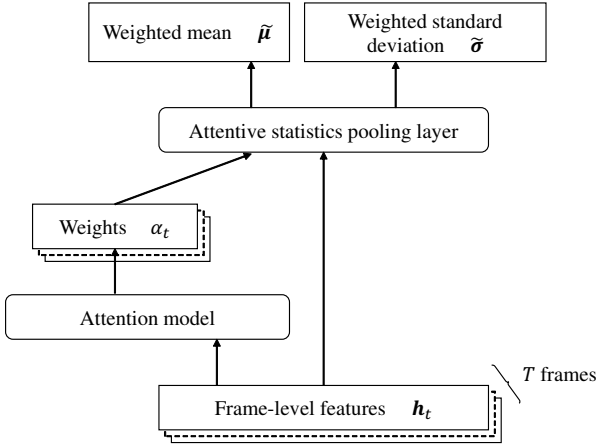 Weighted mean 𝝁̃
Weighted standard
deviation 𝝈̃
Attentive statistics pooling layer
Weights α_t
Attention model
T frames
Frame-level features 𝒉_t